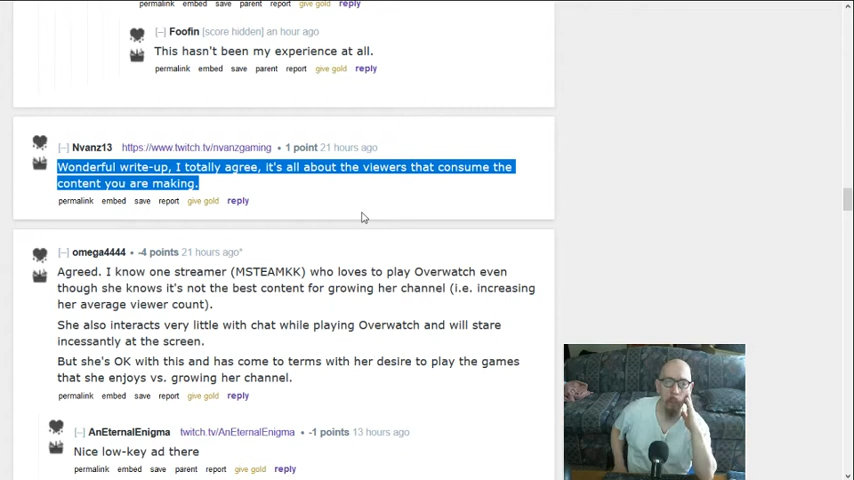 permalink embed save parent report give gold reply
[–] Foofin [score hidden] an hour ago
This hasn't been my experience at all.
permalink embed save parent report give gold reply
[–] Nvanz13 https://www.twitch.tv/nvanzgaming • 1 point 21 hours ago
Wonderful write-up, I totally agree, it's all about the viewers that consume the
content you are making.
permalink embed save report give gold reply
[–] omega4444 • -4 points 21 hours ago*
Agreed. I know one streamer (MSTEAMKK) who loves to play Overwatch even
though she knows it's not the best content for growing her channel (i.e. increasing
her average viewer count).
She also interacts very little with chat while playing Overwatch and will stare
incessantly at the screen.
But she's OK with this and has come to terms with her desire to play the games
that she enjoys vs. growing her channel.
permalink embed save report give gold reply
[–] AnEternalEnigma twitch.tv/AnEternalEnigma • -1 points 13 hours ago
Nice low-key ad there
permalink embed save parent report give gold reply